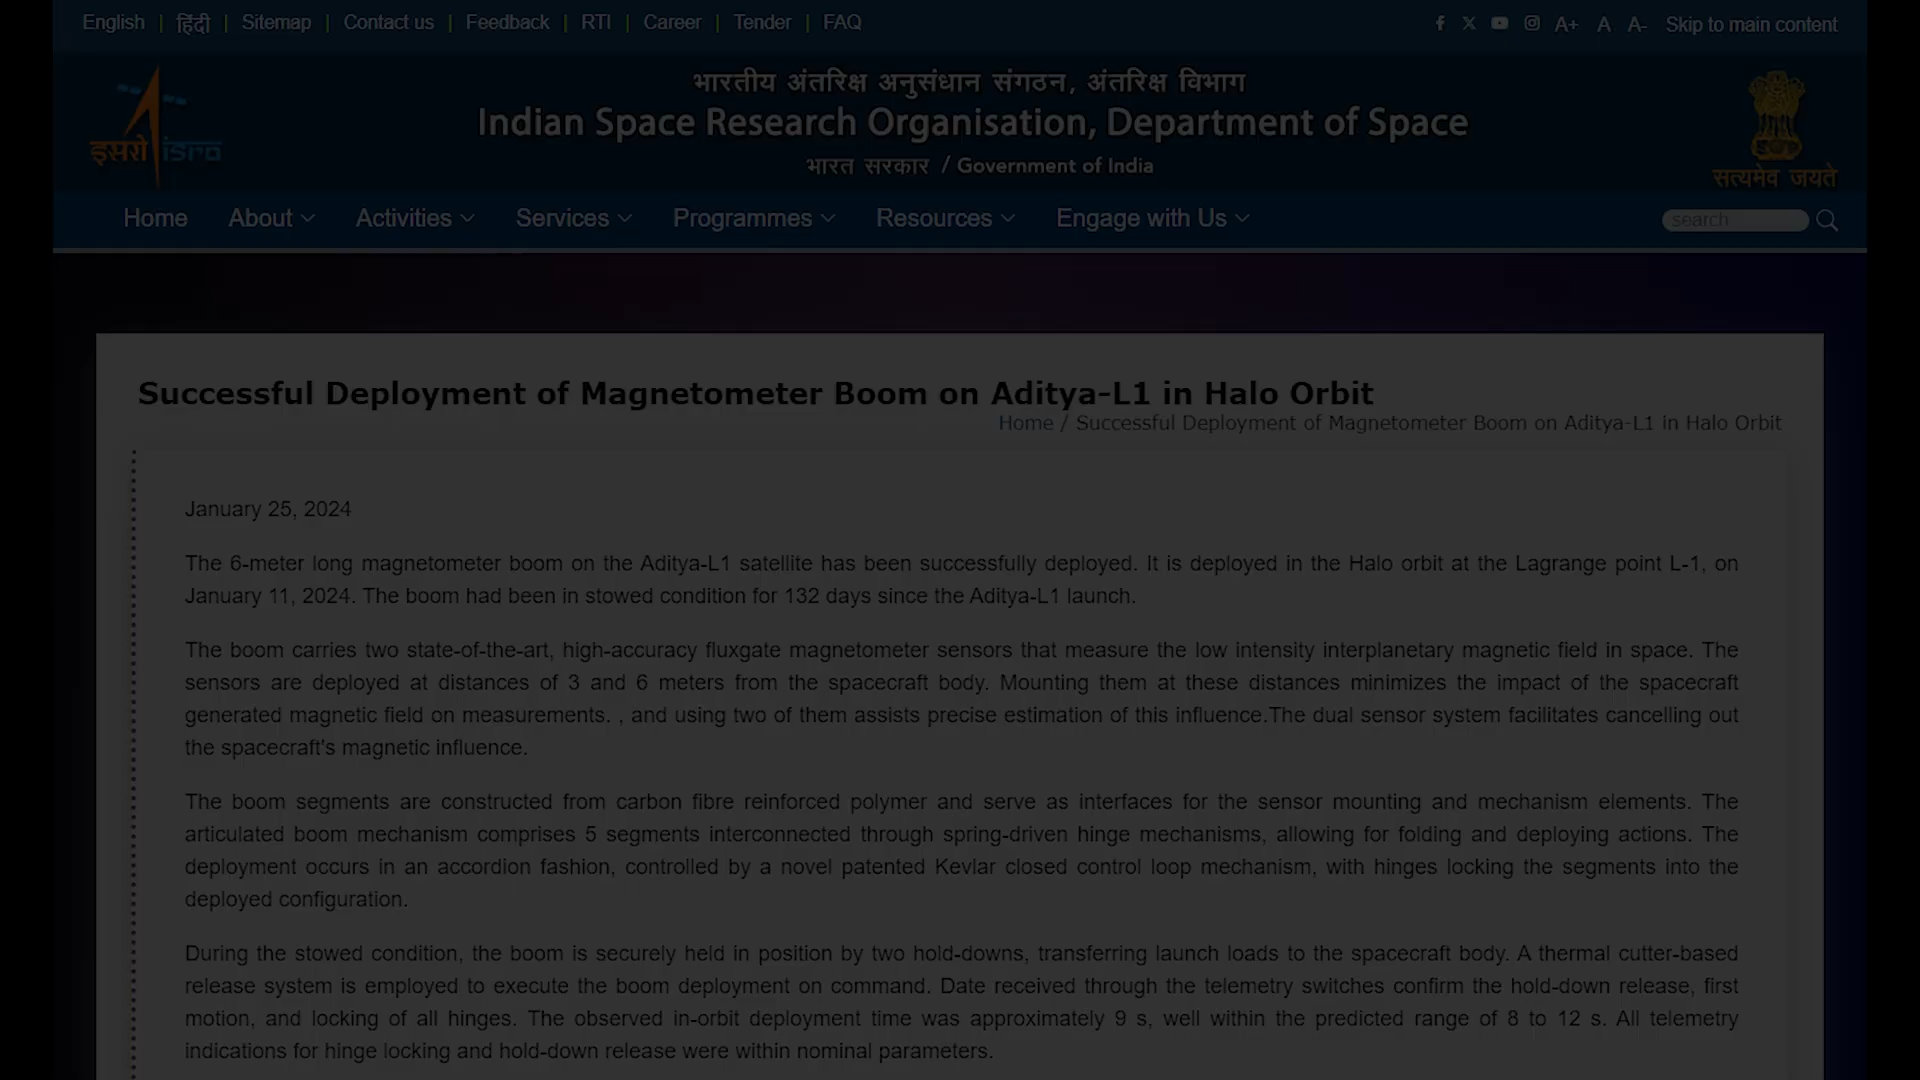 English | हिंदी | Sitemap | Contact us | Feedback | RTI | Career | Tender | FAQ
A+ A A- Skip to main content
भारतीय अंतरिक्ष अनुसंधान संगठन, अंतरिक्ष विभाग
Indian Space Research Organisation, Department of Space
भारत सरकार / Government of India
इसरो isro
सत्यमेव जयते
Home About Activities Services Programmes Resources Engage with Us
search
Successful Deployment of Magnetometer Boom on Aditya-L1 in Halo Orbit
Home / Successful Deployment of Magnetometer Boom on Aditya-L1 in Halo Orbit
January 25, 2024
The 6-meter long magnetometer boom on the Aditya-L1 satellite has been successfully deployed. It is deployed in the Halo orbit at the Lagrange point L-1, on
January 11, 2024. The boom had been in stowed condition for 132 days since the Aditya-L1 launch.
The boom carries two state-of-the-art, high-accuracy fluxgate magnetometer sensors that measure the low intensity interplanetary magnetic field in space. The
sensors are deployed at distances of 3 and 6 meters from the spacecraft body. Mounting them at these distances minimizes the impact of the spacecraft
generated magnetic field on measurements. , and using two of them assists precise estimation of this influence.The dual sensor system facilitates cancelling out
the spacecraft's magnetic influence.
The boom segments are constructed from carbon fibre reinforced polymer and serve as interfaces for the sensor mounting and mechanism elements. The
articulated boom mechanism comprises 5 segments interconnected through spring-driven hinge mechanisms, allowing for folding and deploying actions. The
deployment occurs in an accordion fashion, controlled by a novel patented Kevlar closed control loop mechanism, with hinges locking the segments into the
deployed configuration.
During the stowed condition, the boom is securely held in position by two hold-downs, transferring launch loads to the spacecraft body. A thermal cutter-based
release system is employed to execute the boom deployment on command. Date received through the telemetry switches confirm the hold-down release, first
motion, and locking of all hinges. The observed in-orbit deployment time was approximately 9 s, well within the predicted range of 8 to 12 s. All telemetry
indications for hinge locking and hold-down release were within nominal parameters.